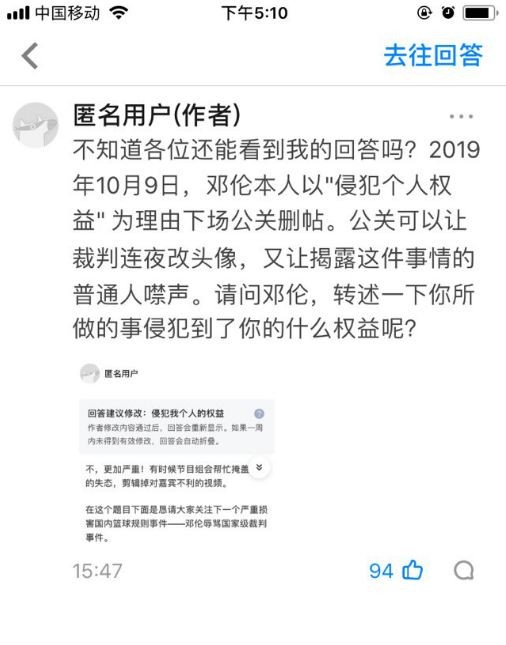 中国移动
下午5:10
去往回答
匿名用户(作者)
不知道各位还能看到我的回答吗？2019
年10月9日，邓伦本人以"侵犯个人权
益" 为理由下场公关删帖。公关可以让
裁判连夜改头像，又让揭露这件事情的
普通人噤声。请问邓伦，转述一下你所
做的事侵犯到了你的什么权益呢？
匿名用户
回答建议修改：侵犯我个人的权益
作者修改内容通过后，回答会重新显示。如果一周
内未得到有效修改，回答会自动折叠。
不，更加严重！有时候节目组会帮忙掩盖
的失态，剪辑掉对嘉宾不利的视频。
在这个题目下面是恳请大家关注下一个严重损
害国内篮球规则事件——邓伦辱骂国家级裁判
事件。
15:47
94